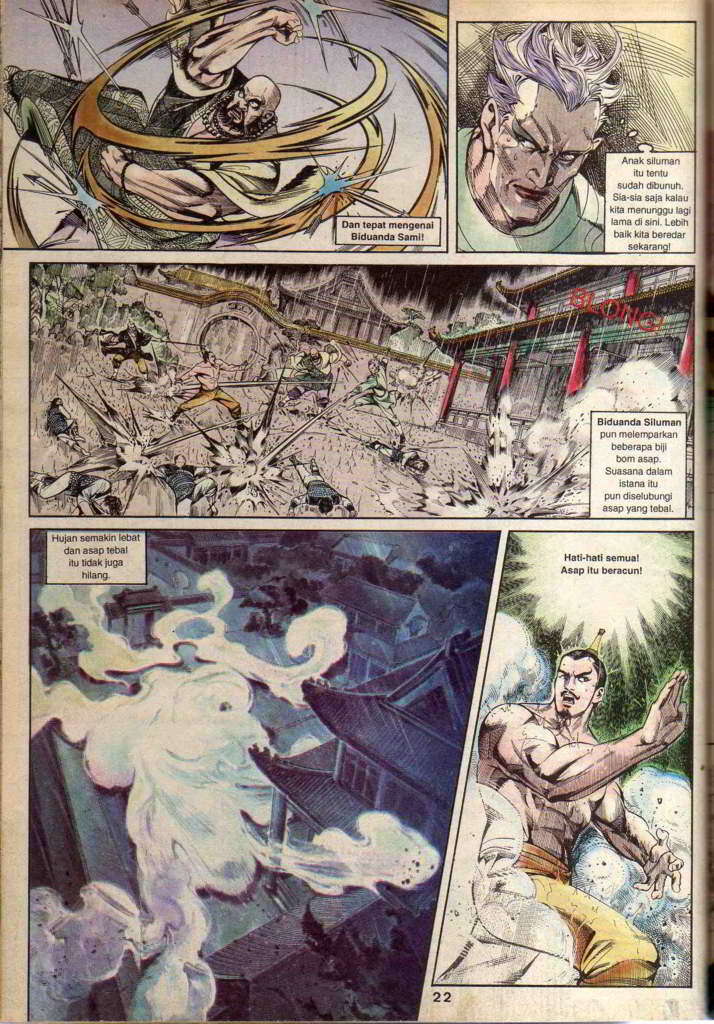 Dan tepat mengenai
Biduanda Sami!
Anak siluman
itu tentu
sudah dibunuh.
Sia-sia saja kalau
kita menunggu lagi
lama di sini. Lebih
baik kita beredar
sekarang!
BLONG!
Biduanda Siluman
pun melemparkan
beberapa biji
bom asap.
Suasana dalam
istana itu
pun diselubungi
asap yang tebal.
Hujan semakin lebat
dan asap tebal
itu tidak juga
hilang.
Hati-hati semua!
Asap itu beracun!
22